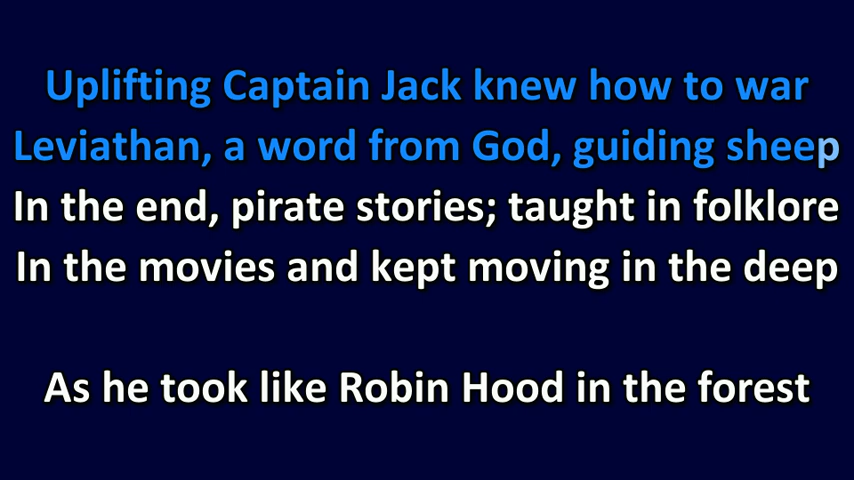 Uplifting Captain Jack knew how to war
Leviathan, a word from God, guiding sheep
In the end, pirate stories; taught in folklore
In the movies and kept moving in the deep
As he took like Robin Hood in the forest